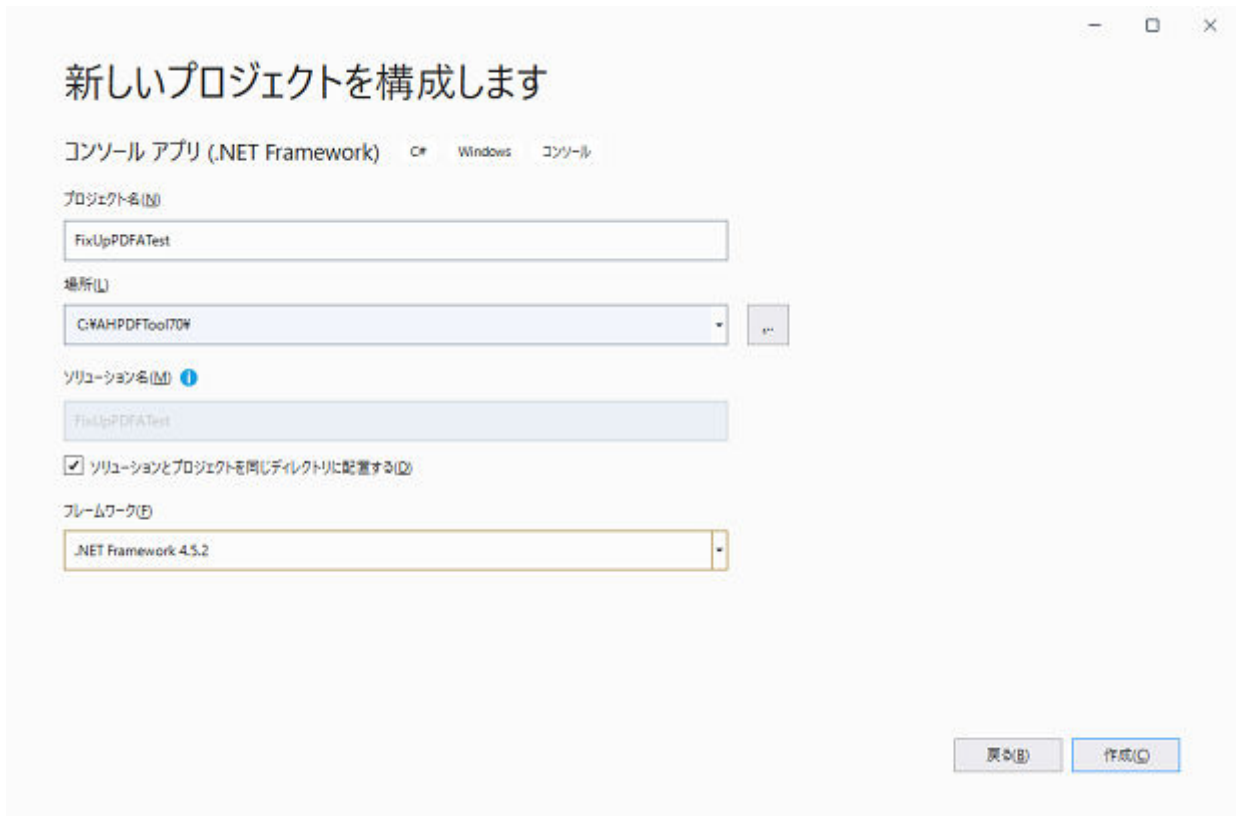 新しいプロジェクトを構成します
コンソール アプリ (.NET Framework) C# Windows コンソール
プロジェクト名(N)
FixUpPDFATest
場所(L)
C:¥AHPDFTool70¥
...
ソリューション名(M)
FixUpPDFATest
ソリューションとプロジェクトを同じディレクトリに配置する(D)
フレームワーク(F)
.NET Framework 4.5.2
戻る(B) 作成(C)